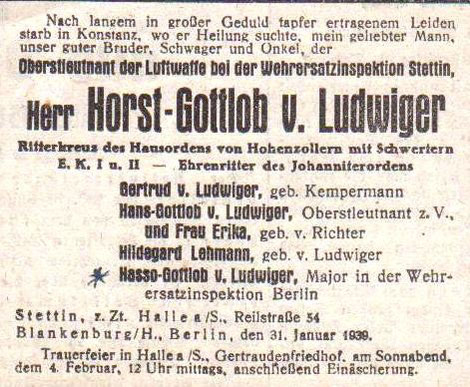 Nach langem in großer Geduld tapfer ertragenem Leiden
starb in Konstanz, wo er Heilung suchte, mein geliebter Mann,
unser guter Bruder, Schwager und Onkel, der
Oberstleutnant der Luftwaffe bei der Wehrersatzinspektion Stettin,
Herr Horst-Gottlob v. Ludwiger
Ritterkreuz des Hausordens von Hohenzollern mit Schwertern
E. K. I u. II — Ehrenritter des Johanniterordens
Gertrud v. Ludwiger, geb. Kempermann
Hans-Gottlob v. Ludwiger, Oberstleutnant z. V.,
und Frau Erika, geb. v. Richter
Hildegard Lehmann, geb. v. Ludwiger
* Hasso-Gottlob v. Ludwiger, Major in der Wehr-
ersatzinspektion Berlin
Stettin, z. Zt. Halle a/S., Reilstraße 54
Blankenburg/H., Berlin, den 31. Januar 1939.
Trauerfeier in Halle a/S., Gertraudenfriedhof, am Sonnabend,
dem 4. Februar, 12 Uhr mittags, anschließend Einäscherung.